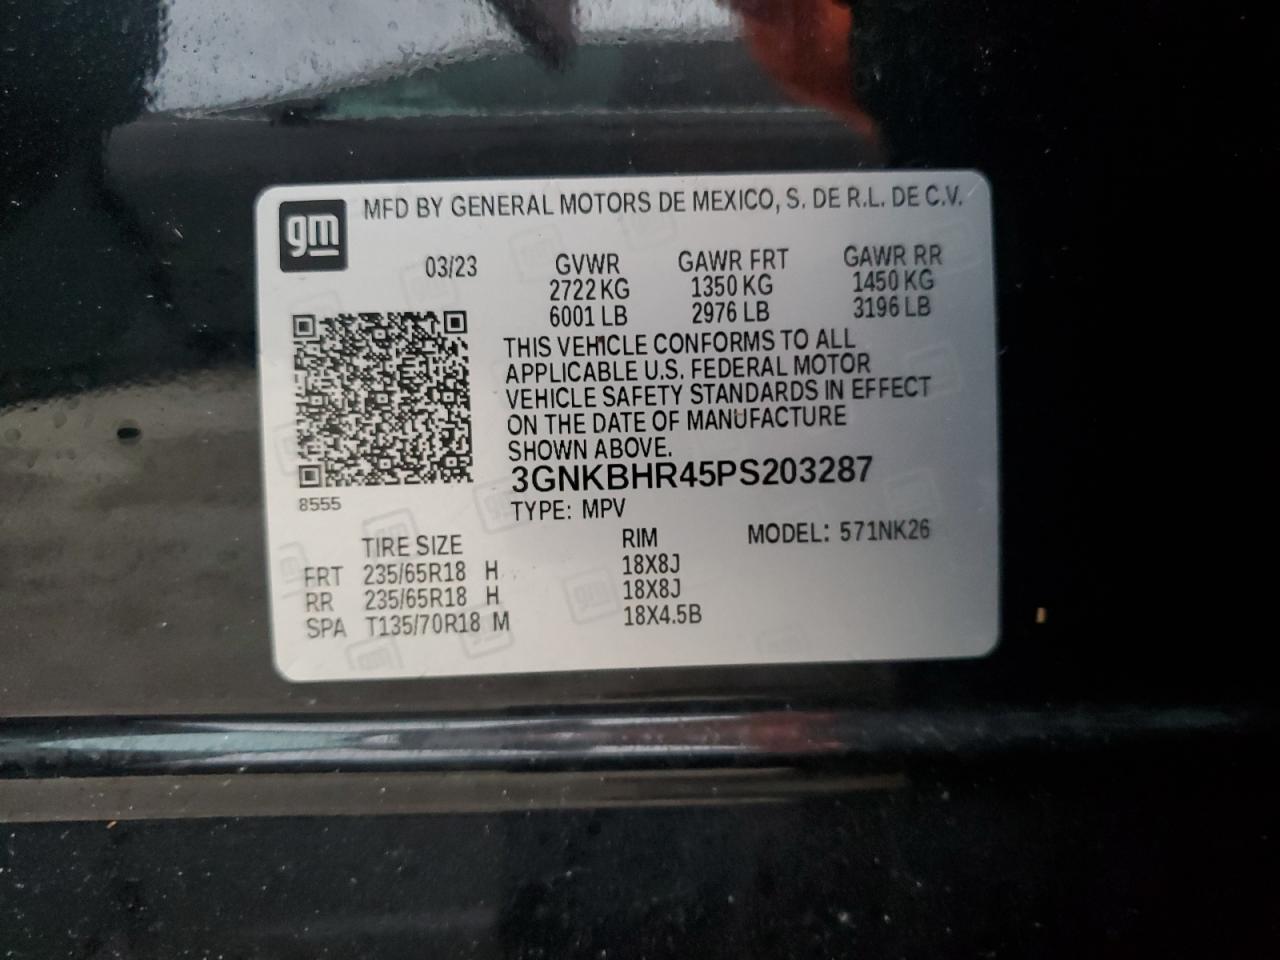 gm MFD BY GENERAL MOTORS DE MEXICO, S. DE R.L. DE C.V.
03/23 GVWR GAWR FRT GAWR RR
2722 KG 1350 KG 1450 KG
6001 LB 2976 LB 3196 LB
THIS VEHICLE CONFORMS TO ALL
APPLICABLE U.S. FEDERAL MOTOR
VEHICLE SAFETY STANDARDS IN EFFECT
ON THE DATE OF MANUFACTURE
SHOWN ABOVE.
3GNKBHR45PS203287
8555
TYPE: MPV
TIRE SIZE RIM MODEL: 571NK26
FRT 235/65R18 H 18X8J
RR 235/65R18 H 18X8J
SPA T135/70R18 M 18X4.5B